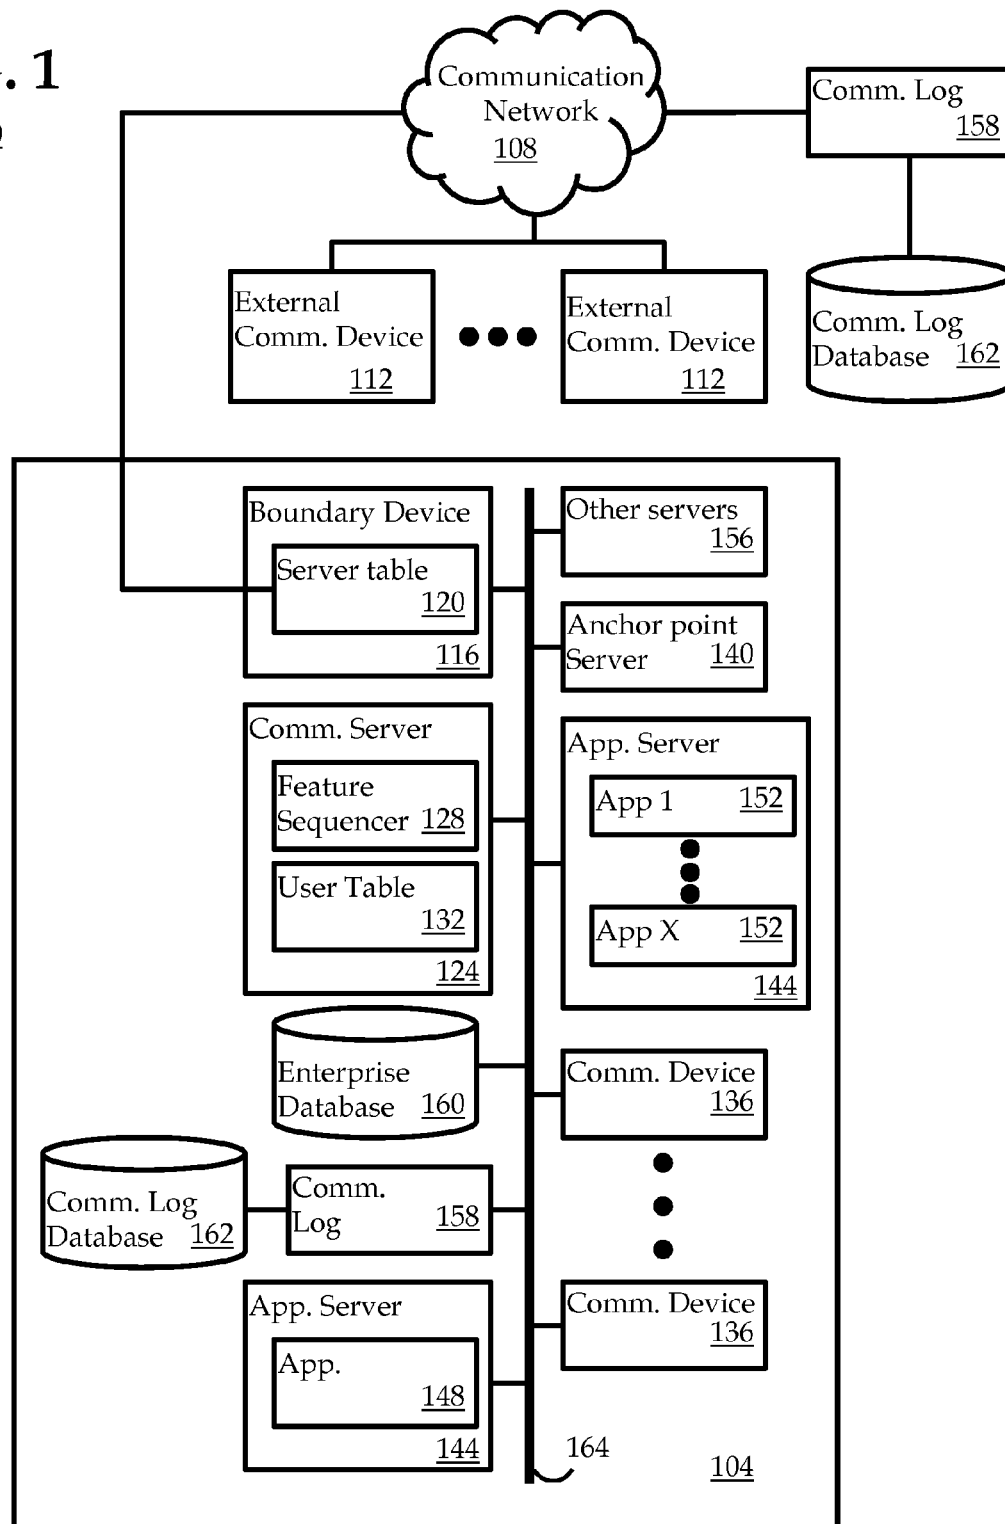 . 1
Communication
Network
108
Comm. Log
158
External
Comm. Device
112
External
Comm. Device
112
Comm. Log
Database 162
Boundary Device
Server table
120
116
Other servers
156
Anchor point
Server 140
Comm. Server
Feature
Sequencer 128
User Table
132
124
App. Server
App 1 152
App X 152
144
Enterprise
Database 160
Comm. Device
136
Comm. Log
Database 162
Comm.
Log 158
App. Server
App.
148
144
Comm. Device
136
164
104